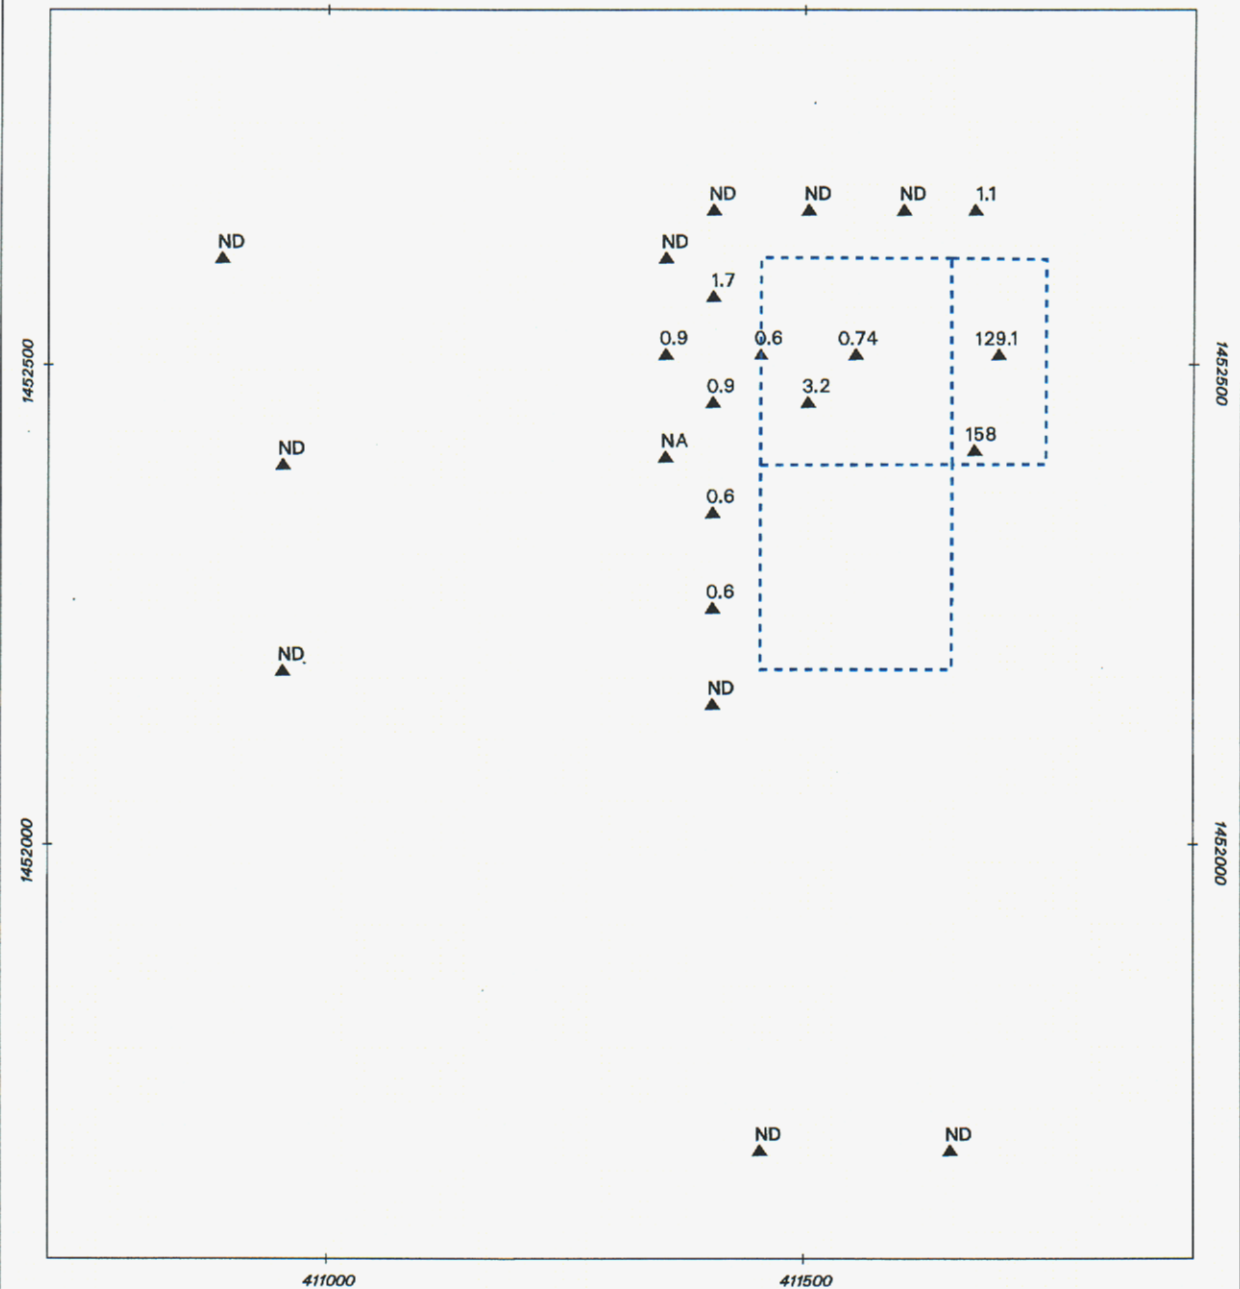 ND ND ND 1.1
ND ND
1.7
0.9 0.6 0.74 129.1
1452500 1452500
0.9 3.2
ND NA 158
0.6
0.6
ND
ND
1452000 1452000
ND ND
411000 411500